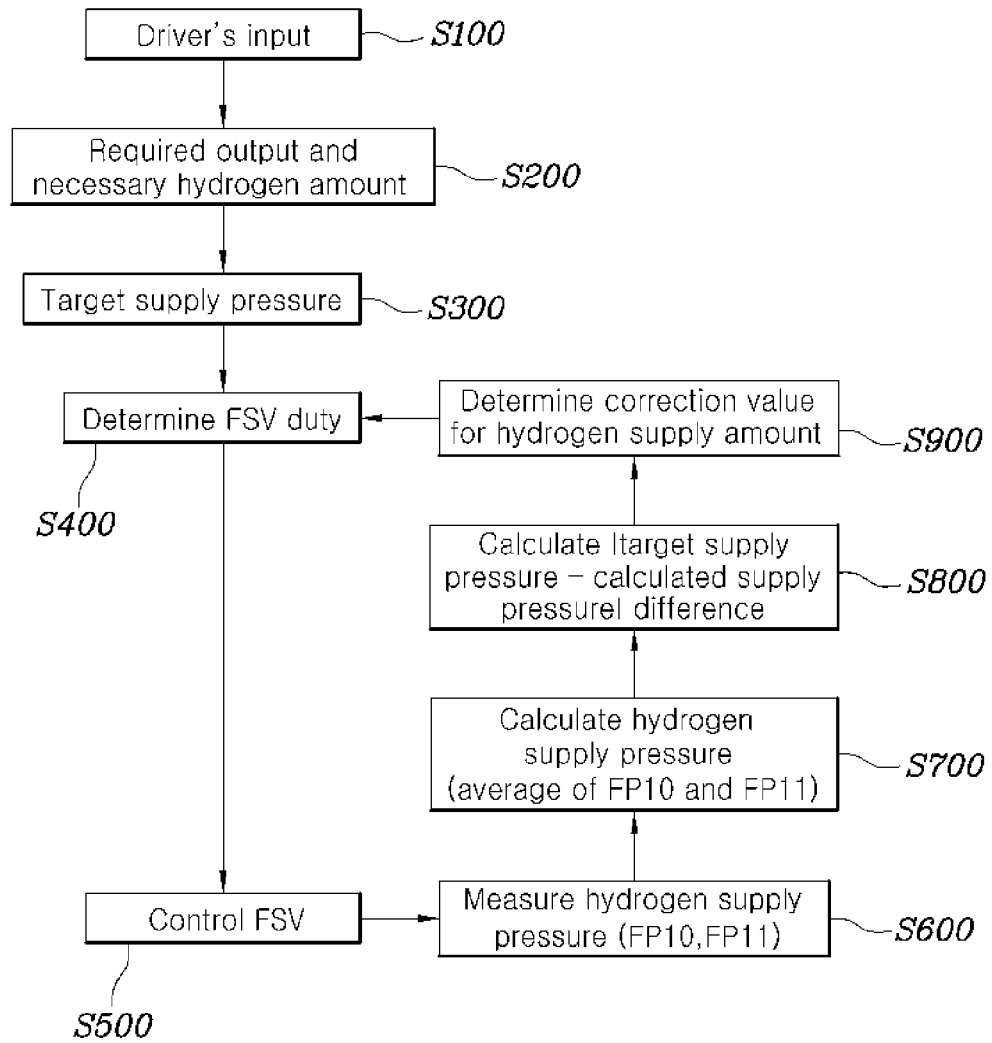 Driver's input
S100
Required output and
necessary hydrogen amount
S200
Target supply pressure
S300
Determine FSV duty
S400
Determine correction value
for hydrogen supply amount
S900
Calculate Itarget supply
pressure - calculated supply
pressureI difference
S800
Calculate hydrogen
supply pressure
(average of FP10 and FP11)
S700
Control FSV
S500
Measure hydrogen supply
pressure (FP10,FP11)
S600